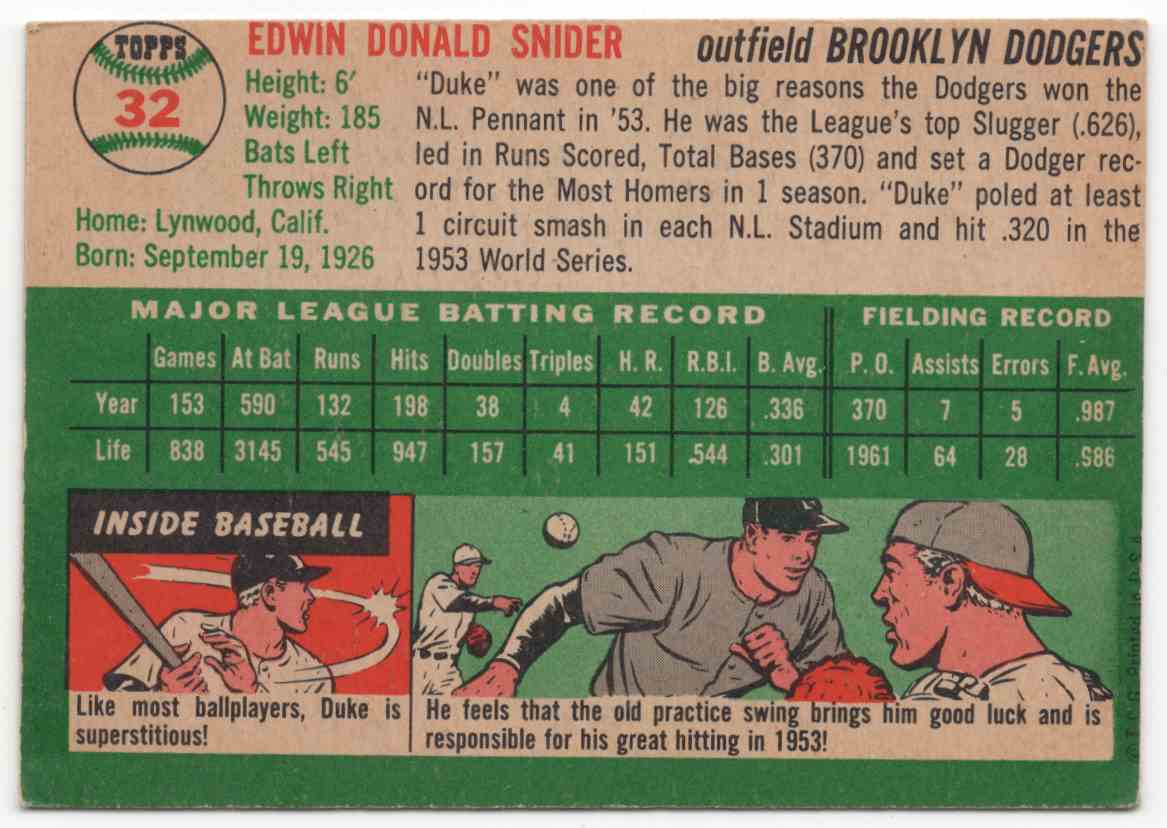 TOPPS
32
EDWIN DONALD SNIDER
outfield BROOKLYN DODGERS
Height: 6'
Weight: 185
Bats Left
Throws Right
Home: Lynwood, Calif.
Born: September 19, 1926
"Duke" was one of the big reasons the Dodgers won the
N.L. Pennant in '53. He was the League's top Slugger (.626),
led in Runs Scored, Total Bases (370) and set a Dodger rec-
ord for the Most Homers in 1 season. "Duke" poled at least
1 circuit smash in each N.L. Stadium and hit .320 in the
1953 World Series.
MAJOR LEAGUE BATTING RECORD FIELDING RECORD
Games At Bat Runs Hits Doubles Triples H. R. R.B.I. B. Avg. P. O. Assists Errors F. Avg.
Year 153 590 132 198 38 4 42 126 .336 370 7 5 .987
Life 838 3145 545 947 157 41 151 .544 .301 1961 64 28 .986
INSIDE BASEBALL
Like most ballplayers, Duke is
superstitious!
He feels that the old practice swing brings him good luck and is
responsible for his great hitting in 1953!
© T. C. G. Printed in U. S. A.